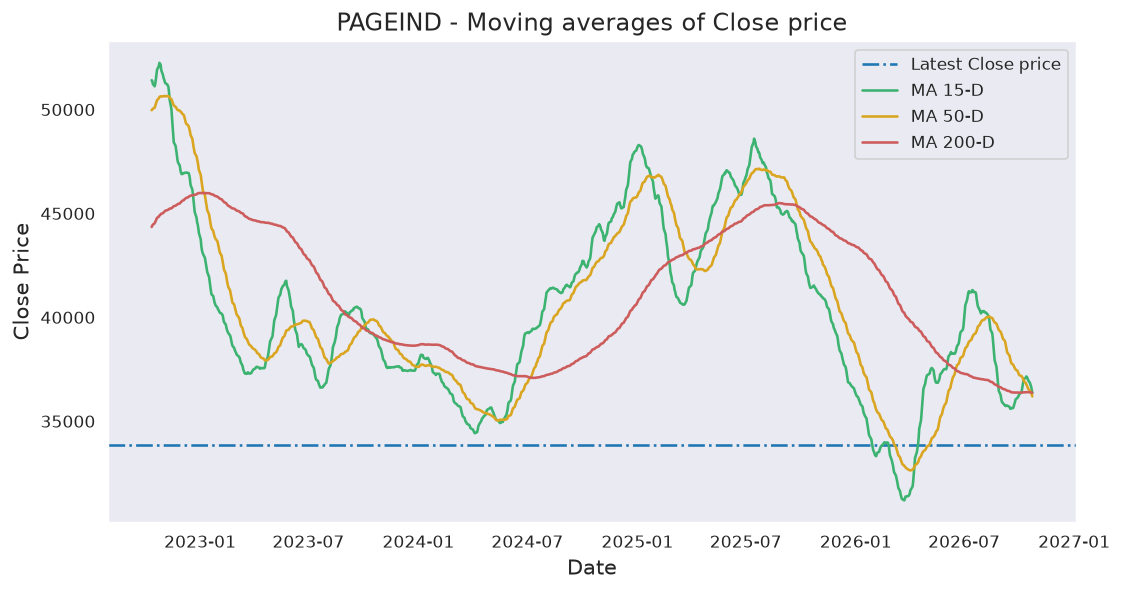 PAGEIND - Moving averages of Close price
Latest Close price
MA 15-D
MA 50-D
MA 200-D
50000
45000
40000
35000
Close Price
2023-01 2023-07 2024-01 2024-07 2025-01 2025-07 2026-01 2026-07 2027-01
Date